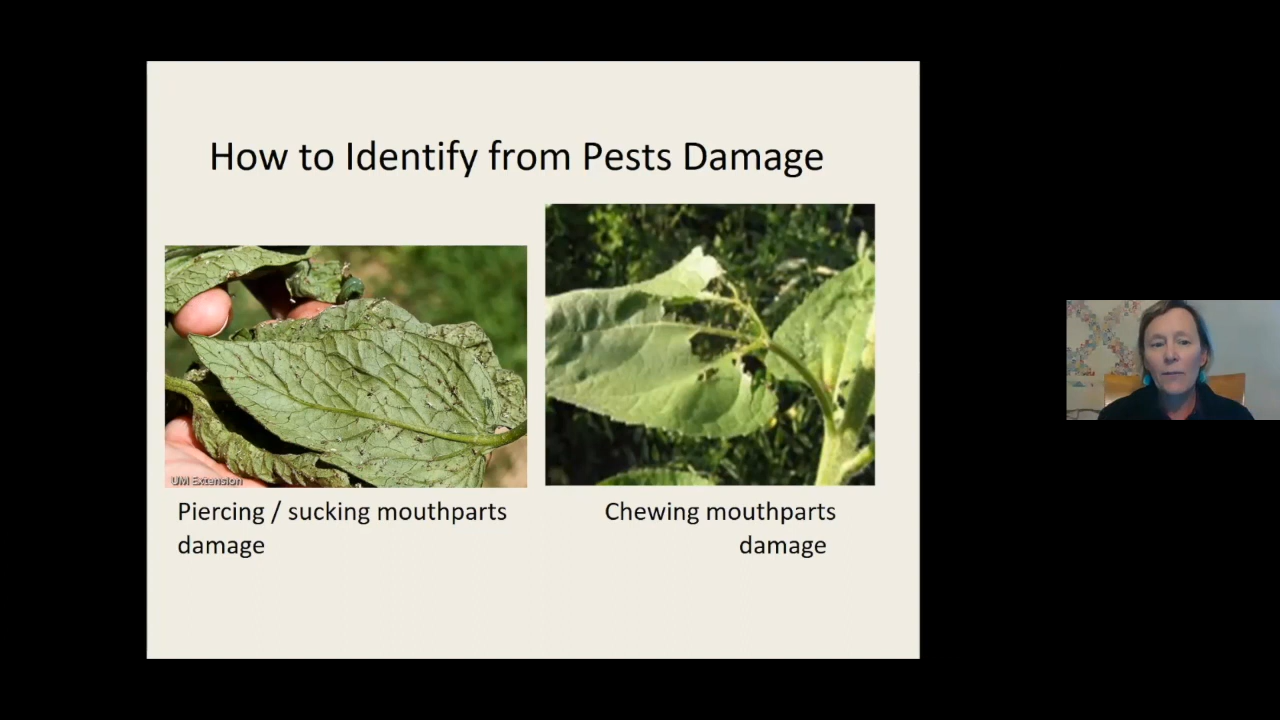 How to Identify from Pests Damage
UM Extension
Piercing / sucking mouthparts
damage
Chewing mouthparts
damage